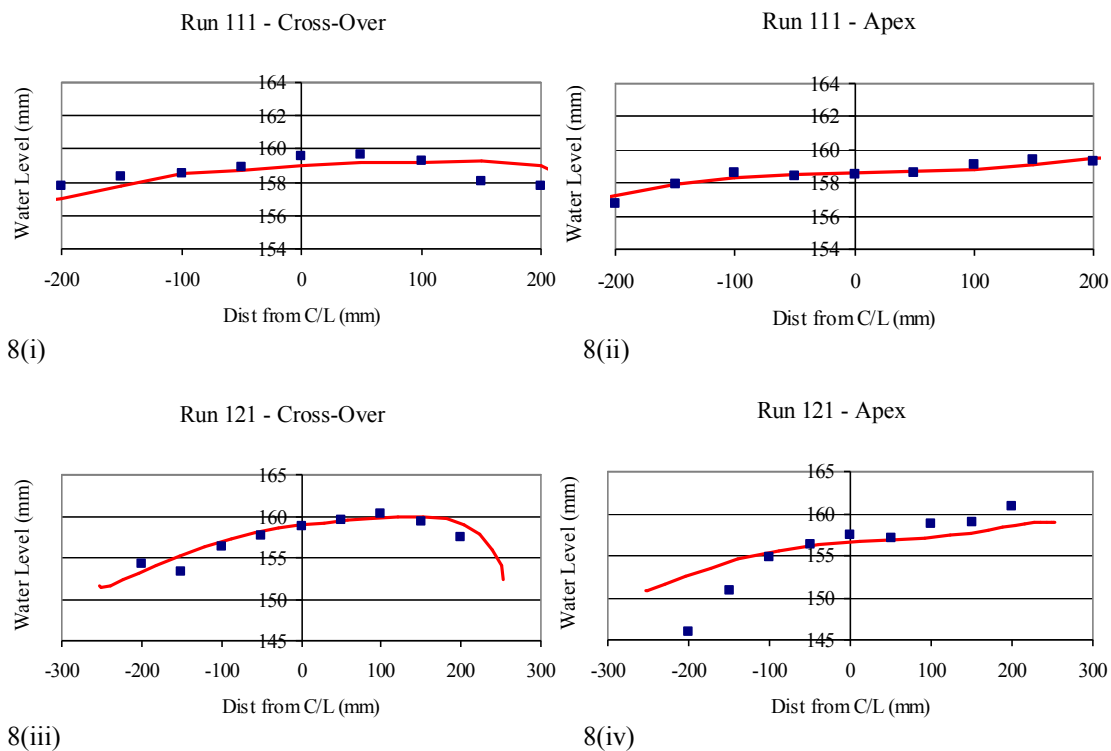 Run 111 - Cross-Over
Water Level (mm)
164
162
160
158
156
154
-200 -100 0 100 200
Dist from C/L (mm)
8(i)
Run 111 - Apex
Water Level (mm)
164
162
160
158
156
154
-200 -100 0 100 200
Dist from C/L (mm)
8(ii)
Run 121 - Cross-Over
Water Level (mm)
165
160
155
150
145
-300 -200 -100 0 100 200 300
Dist from C/L (mm)
8(iii)
Run 121 - Apex
Water Level (mm)
165
160
155
150
145
-300 -200 -100 0 100 200 300
Dist from C/L (mm)
8(iv)